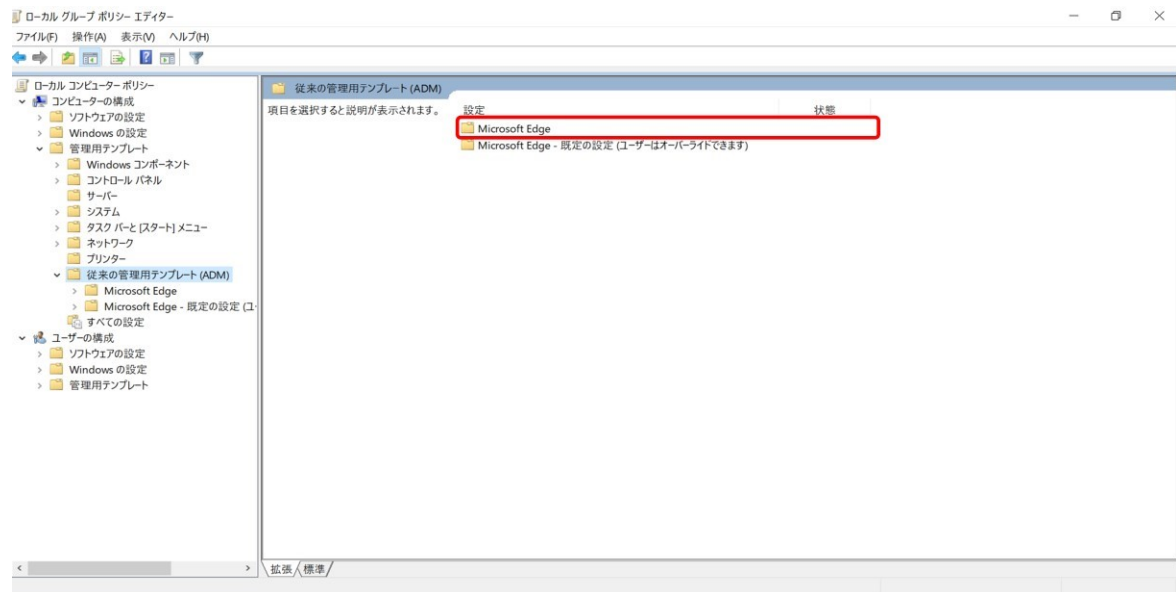 ローカル グループ ポリシー エディター
ファイル(F) 操作(A) 表示(V) ヘルプ(H)
ローカル コンピューター ポリシー
コンピューターの構成
ソフトウェアの設定
Windows の設定
管理用テンプレート
Windows コンポーネント
コントロール パネル
サーバー
システム
タスク バーと [スタート] メニュー
ネットワーク
プリンター
従来の管理用テンプレート (ADM)
Microsoft Edge
Microsoft Edge - 既定の設定 (ユ
すべての設定
ユーザーの構成
ソフトウェアの設定
Windows の設定
管理用テンプレート
従来の管理用テンプレート (ADM)
項目を選択すると説明が表示されます。
設定 状態
Microsoft Edge
Microsoft Edge - 既定の設定 (ユーザーはオーバーライドできます)
拡張 標準